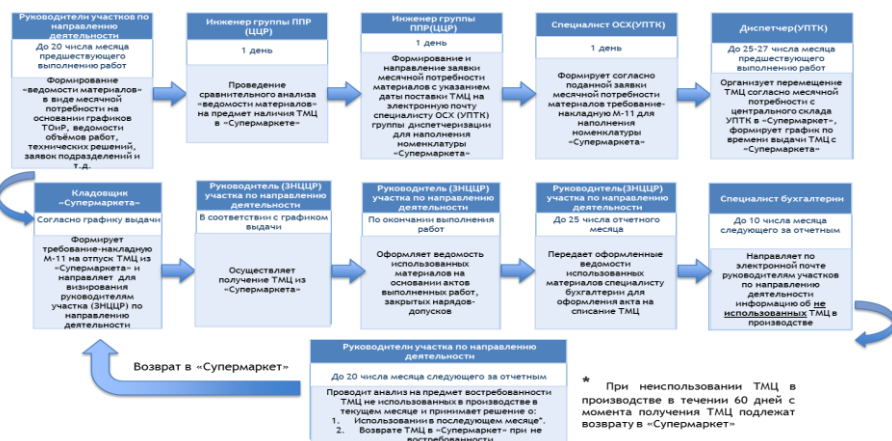 Руководители участков по
направлению
деятельности
До 20 числа месяца
предшествующего
выполнению работ
Формирование
«ведомости материалов»
в виде месячной
потребности на
основании графиков
ТОиР, ведомости
объёмов работ,
технических решений,
заявок подразделений и
т.д.
Инженер группы ППР
(ЦЦР)
1 день
Проведение
сравнительного анализа
«ведомости материалов»
на предмет наличия ТМЦ
в «Супермаркете»
Инженер группы
ППР(ЦЦР)
1 день
Формирование и
направление заявки
месячной потребности
материалов с указанием
даты поставки ТМЦ на
электронную почту
специалисту ОСХ (УПТК)
группы диспетчеризации
для наполнения
номенклатуры
«Супермаркета»
Специалист ОСХ(УПТК)
1 день
Формирует согласно
поданной заявки
месячной потребности
материалов требование-
накладную М-11 для
наполнения
номенклатуры
«Супермаркета»
Диспетчер(УПТК)
До 25-27 числа месяца
предшествующего
выполнению работ
Организует перемещение
ТМЦ согласно месячной
потребности с
центрального склада
УПТК в «Супермаркет»,
формирует график по
времени выдачи ТМЦ с
«Супермаркета»
Кладовщик
«Супермаркета»
Согласно графику выдачи
Формирует
требование-накладную
М-11 на отпуск ТМЦ из
«Супермаркета» и
направляет для
визирования
руководителям
участка (ЗНЦЦР) по
направлению
деятельности
Руководитель (ЗНЦЦР)
участка по направлению
деятельности
В соответствии с графиком
выдачи
Осуществляет
получение ТМЦ из
«Супермаркета»
Руководитель (ЗНЦЦР)
участка по направлению
деятельности
По окончании выполнения
работ
Оформляет ведомость
использованных
материалов на
основании актов
выполненных работ,
закрытых нарядов-
допусков
Руководитель(ЗНЦЦР)
участка по направлению
деятельности
До 25 отчетного месяца
Передает оформленные
ведомости
использованных
материалов специалисту
бухгалтерии для
оформления акта на
списание ТМЦ
Специалист бухгалтерии
До 10 числа месяца
следующего за отчетным
Направляет по
электронной почте
руководителям участков
по направлению
деятельности
информацию об не
использованных ТМЦ в
производстве
Возврат в «Супермаркет»
Руководители участка по направлению
деятельности
До 20 числа месяца следующего за отчетным
Проводит анализ на предмет востребованности
ТМЦ не использованных в производстве в
текущем месяце и принимает решение о:
1. Использовании в последующем месяце*.
2. Возврате ТМЦ в «Супермаркет» при не
востребованности
* При неиспользовании ТМЦ в
производстве в течении 60 дней с
момента получения ТМЦ подлежат
возврату в «Супермаркет»